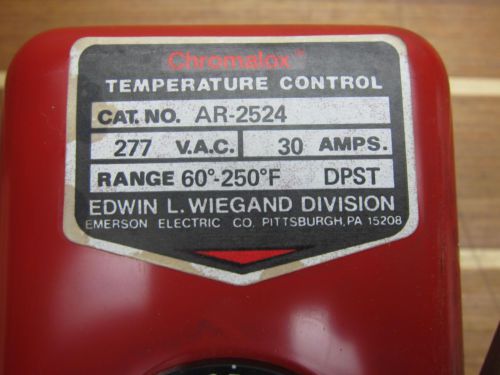 Chromalox®
TEMPERATURE CONTROL
CAT. NO. AR-2524
277 V.A.C. 30 AMPS.
RANGE 60°-250°F DPST
EDWIN L. WIEGAND DIVISION
EMERSON ELECTRIC CO. PITTSBURGH, PA 15208